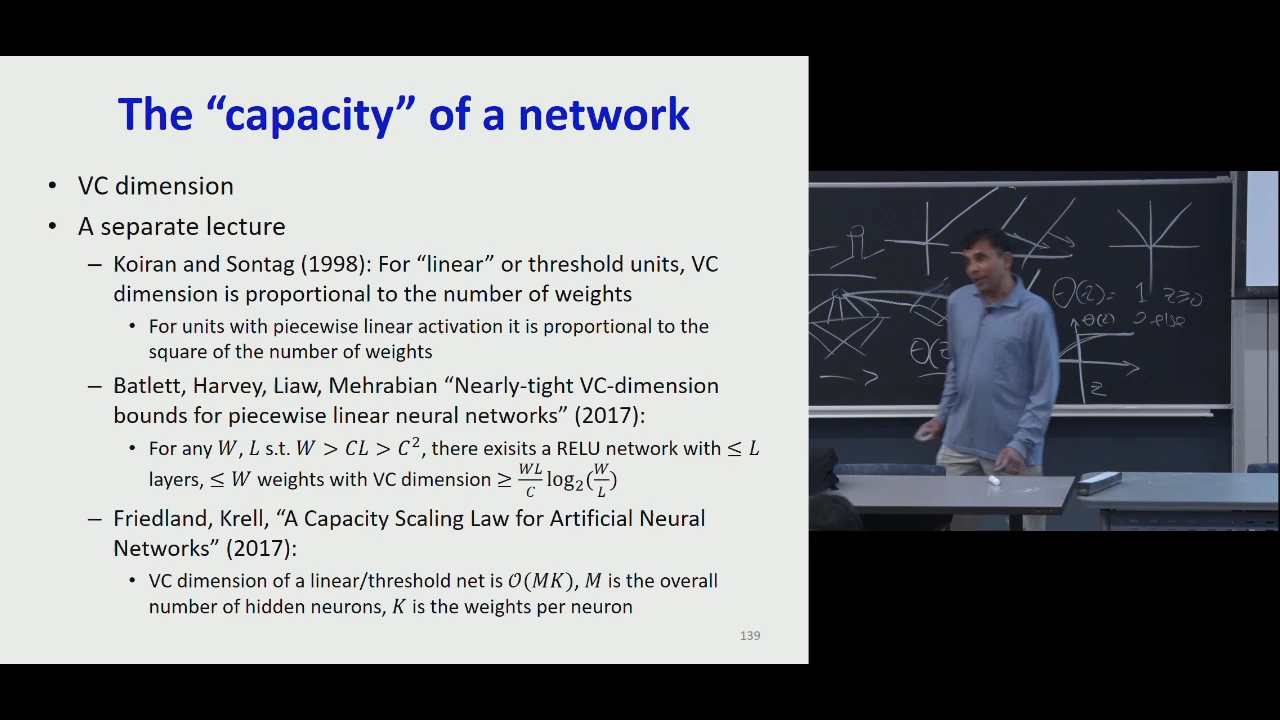 The “capacity” of a network
• VC dimension
• A separate lecture
– Koiran and Sontag (1998): For “linear” or threshold units, VC
dimension is proportional to the number of weights
• For units with piecewise linear activation it is proportional to the
square of the number of weights
– Batlett, Harvey, Liaw, Mehrabian “Nearly-tight VC-dimension
bounds for piecewise linear neural networks” (2017):
• For any W, L s.t. W > CL > C², there exisits a RELU network with ≤ L
layers, ≤ W weights with VC dimension ≥ WL/C log₂(W/L)
– Friedland, Krell, “A Capacity Scaling Law for Artificial Neural
Networks” (2017):
• VC dimension of a linear/threshold net is O(MK), M is the overall
number of hidden neurons, K is the weights per neuron
139
Θ(z) = 1 z≥0
0 else
Θ(z)
Θ(z
z